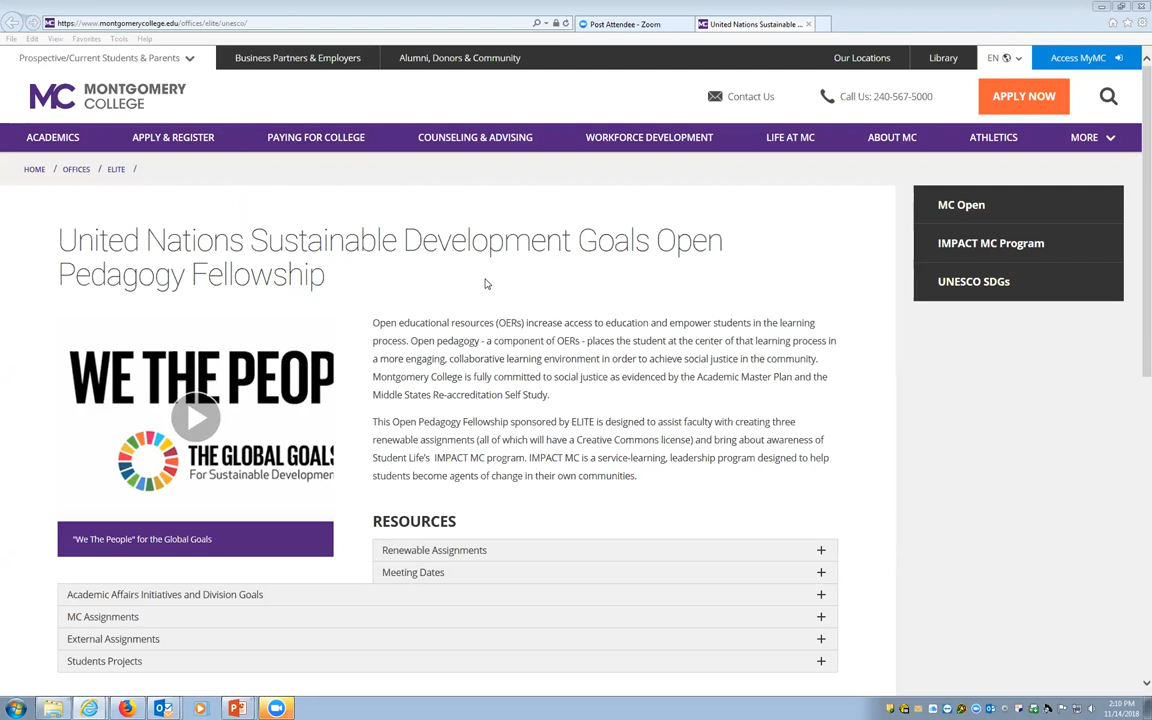 https://www.montgomerycollege.edu/offices/elite/unesco/
Post Attendee - Zoom
United Nations Sustainable ...
File Edit View Favorites Tools Help
Prospective/Current Students & Parents
Business Partners & Employers
Alumni, Donors & Community
Our Locations
Library
EN
Access MyMC
MC MONTGOMERY COLLEGE
Contact Us
Call Us: 240-567-5000
APPLY NOW
ACADEMICS APPLY & REGISTER PAYING FOR COLLEGE COUNSELING & ADVISING WORKFORCE DEVELOPMENT LIFE AT MC ABOUT MC ATHLETICS MORE
HOME / OFFICES / ELITE /
United Nations Sustainable Development Goals Open
Pedagogy Fellowship
MC Open
IMPACT MC Program
UNESCO SDGs
WE THE PEOP
THE GLOBAL GOALS
For Sustainable Developmen
"We The People" for the Global Goals
Open educational resources (OERs) increase access to education and empower students in the learning
process. Open pedagogy - a component of OERs - places the student at the center of that learning process in
a more engaging, collaborative learning environment in order to achieve social justice in the community.
Montgomery College is fully committed to social justice as evidenced by the Academic Master Plan and the
Middle States Re-accreditation Self Study.
This Open Pedagogy Fellowship sponsored by ELITE is designed to assist faculty with creating three
renewable assignments (all of which will have a Creative Commons license) and bring about awareness of
Student Life's IMPACT MC program. IMPACT MC is a service-learning, leadership program designed to help
students become agents of change in their own communities.
RESOURCES
Renewable Assignments
Meeting Dates
Academic Affairs Initiatives and Division Goals
MC Assignments
External Assignments
Students Projects
2:10 PM
11/14/2018